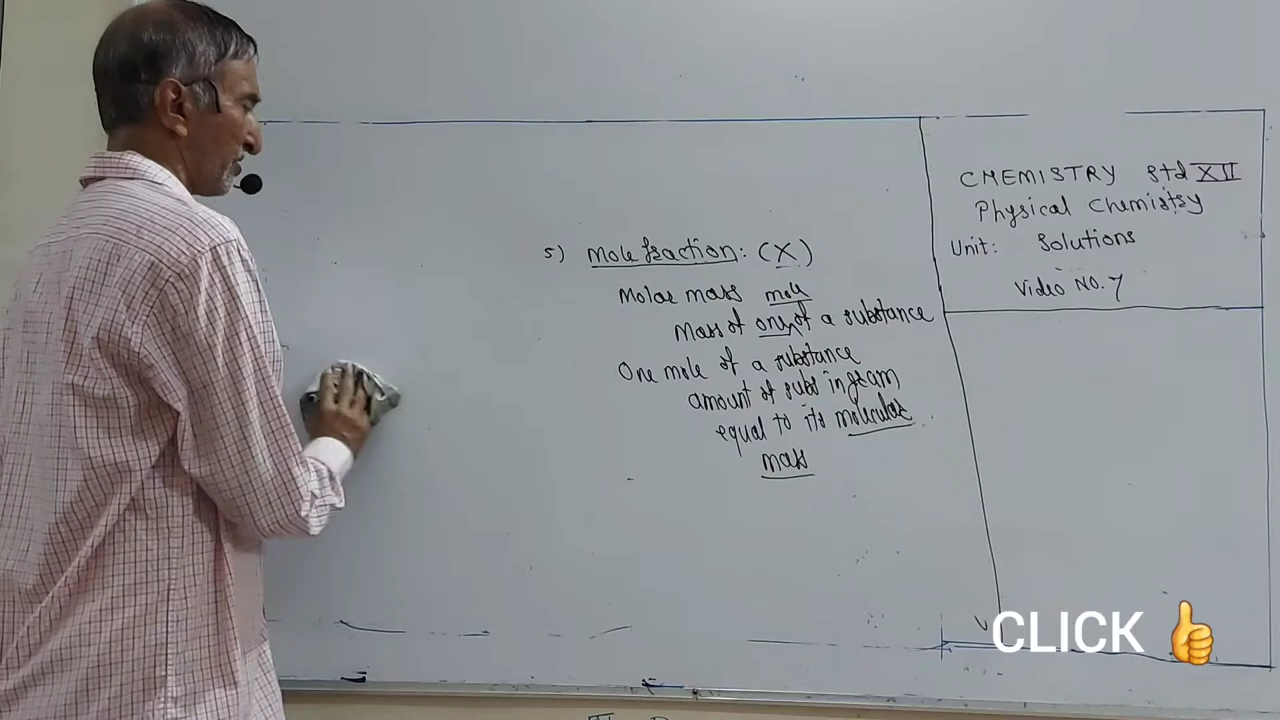 5) Mole fraction: (X)
Molar mass mole
Mass of one of a substance
One mole of a substance
amount of subs in gram
equal to its molecular
mass
CHEMISTRY Std XII
Physical Chemistry
Unit: Solutions
Video NO. 7
CLICK 👍